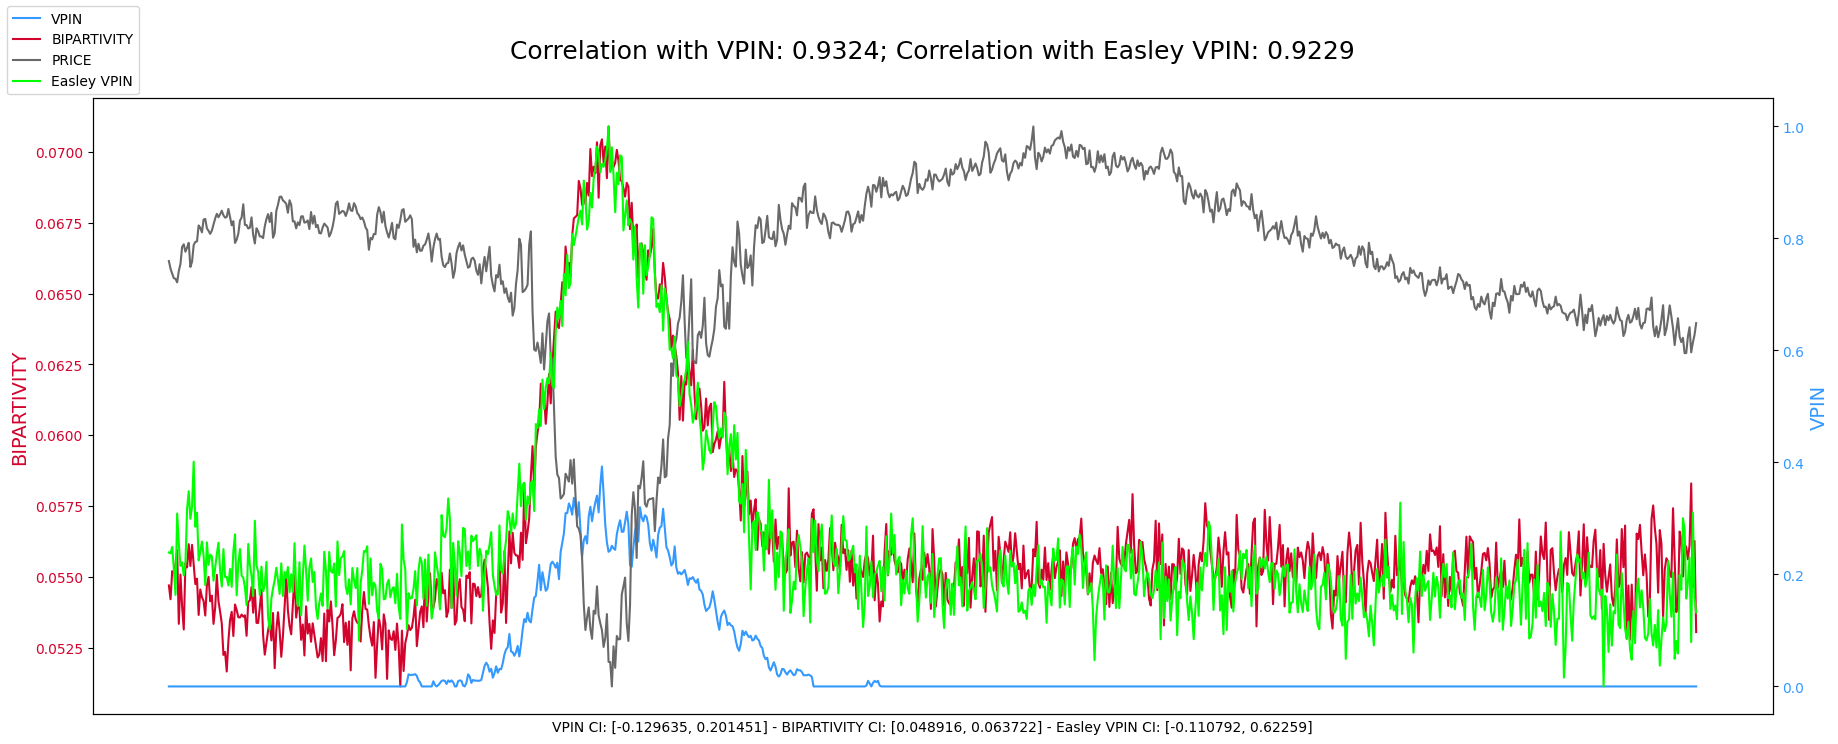 VPIN
BIPARTIVITY
PRICE
Easley VPIN
Correlation with VPIN: 0.9324; Correlation with Easley VPIN: 0.9229
BIPARTIVITY
0.0700
0.0675
0.0650
0.0625
0.0600
0.0575
0.0550
0.0525
1.0
0.8
0.6
0.4
0.2
0.0
VPIN
VPIN CI: [-0.129635, 0.201451] - BIPARTIVITY CI: [0.048916, 0.063722] - Easley VPIN CI: [-0.110792, 0.62259]